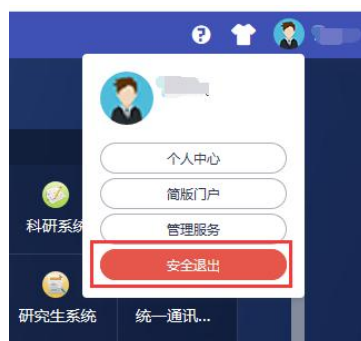 个人中心
简版门户
管理服务
安全退出
科研系统
研究生系统
统一通讯...